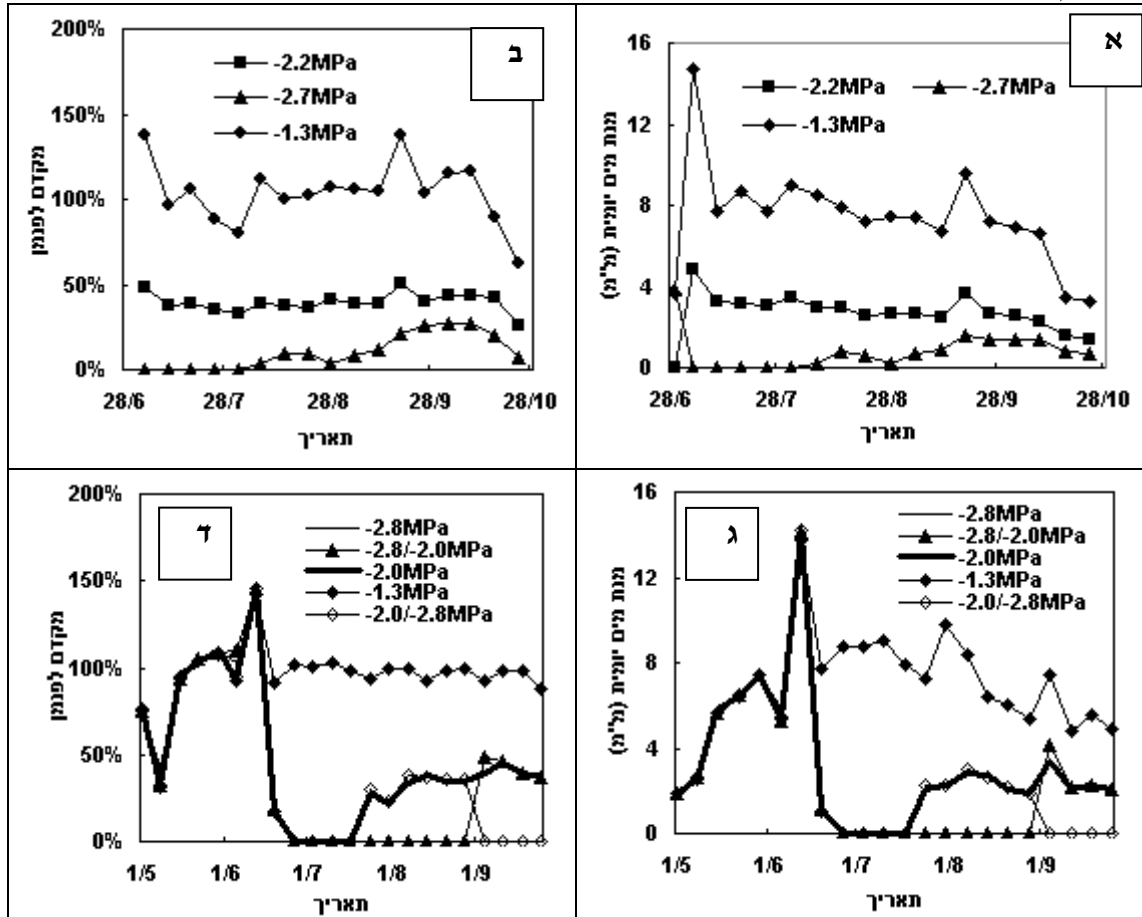 א
מנת מים יומית (מ"מ)
16
12
8
4
0
-2.2MPa
-2.7MPa
-1.3MPa
28/6
28/7
28/8
28/9
28/10
תאריך
ב
מקדם לפנמן
200%
150%
100%
50%
0%
-2.2MPa
-2.7MPa
-1.3MPa
28/6
28/7
28/8
28/9
28/10
תאריך
ג
מנת מים יומית (מ"מ)
16
12
8
4
0
-2.8MPa
-2.8/-2.0MPa
-2.0MPa
-1.3MPa
-2.0/-2.8MPa
1/5
1/6
1/7
1/8
1/9
תאריך
ד
מקדם לפנמן
200%
150%
100%
50%
0%
-2.8MPa
-2.8/-2.0MPa
-2.0MPa
-1.3MPa
-2.0/-2.8MPa
1/5
1/6
1/7
1/8
1/9
תאריך